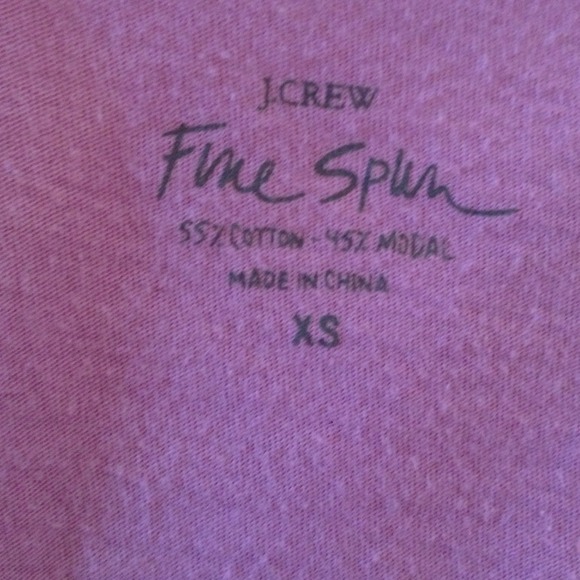 J.CREW
Fine Spun
55% COTTON - 45% MODAL
MADE IN CHINA
XS